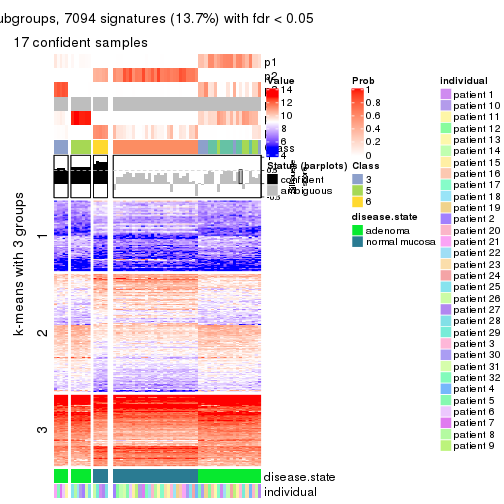 ubgroups, 7094 signatures (13.7%) with fdr < 0.05
17 confident samples
p1
p2
Value
14
12
10
8
6
4
Prob
1
0.8
0.6
0.4
0.2
0
Status (barplots)
confident
ambiguous
Class
3
5
6
disease.state
adenoma
normal mucosa
individual
patient 1
patient 10
patient 11
patient 12
patient 13
patient 14
patient 15
patient 16
patient 17
patient 18
patient 19
patient 2
patient 20
patient 21
patient 22
patient 23
patient 24
patient 25
patient 26
patient 27
patient 28
patient 29
patient 3
patient 30
patient 31
patient 32
patient 4
patient 5
patient 6
patient 7
patient 8
patient 9
k-means with 3 groups
1
2
3
disease.state
individual